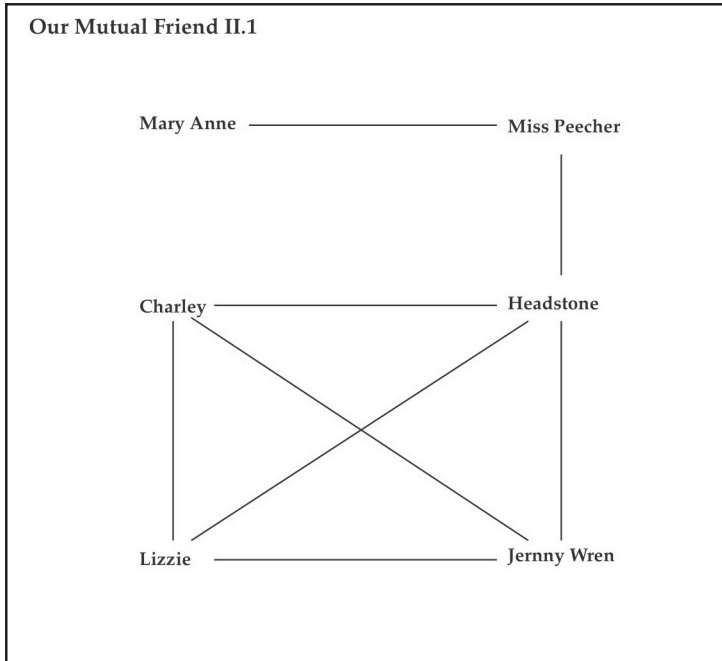 Our Mutual Friend II.1
Mary Anne
Miss Peecher
Charley
Headstone
Lizzie
Jernny Wren